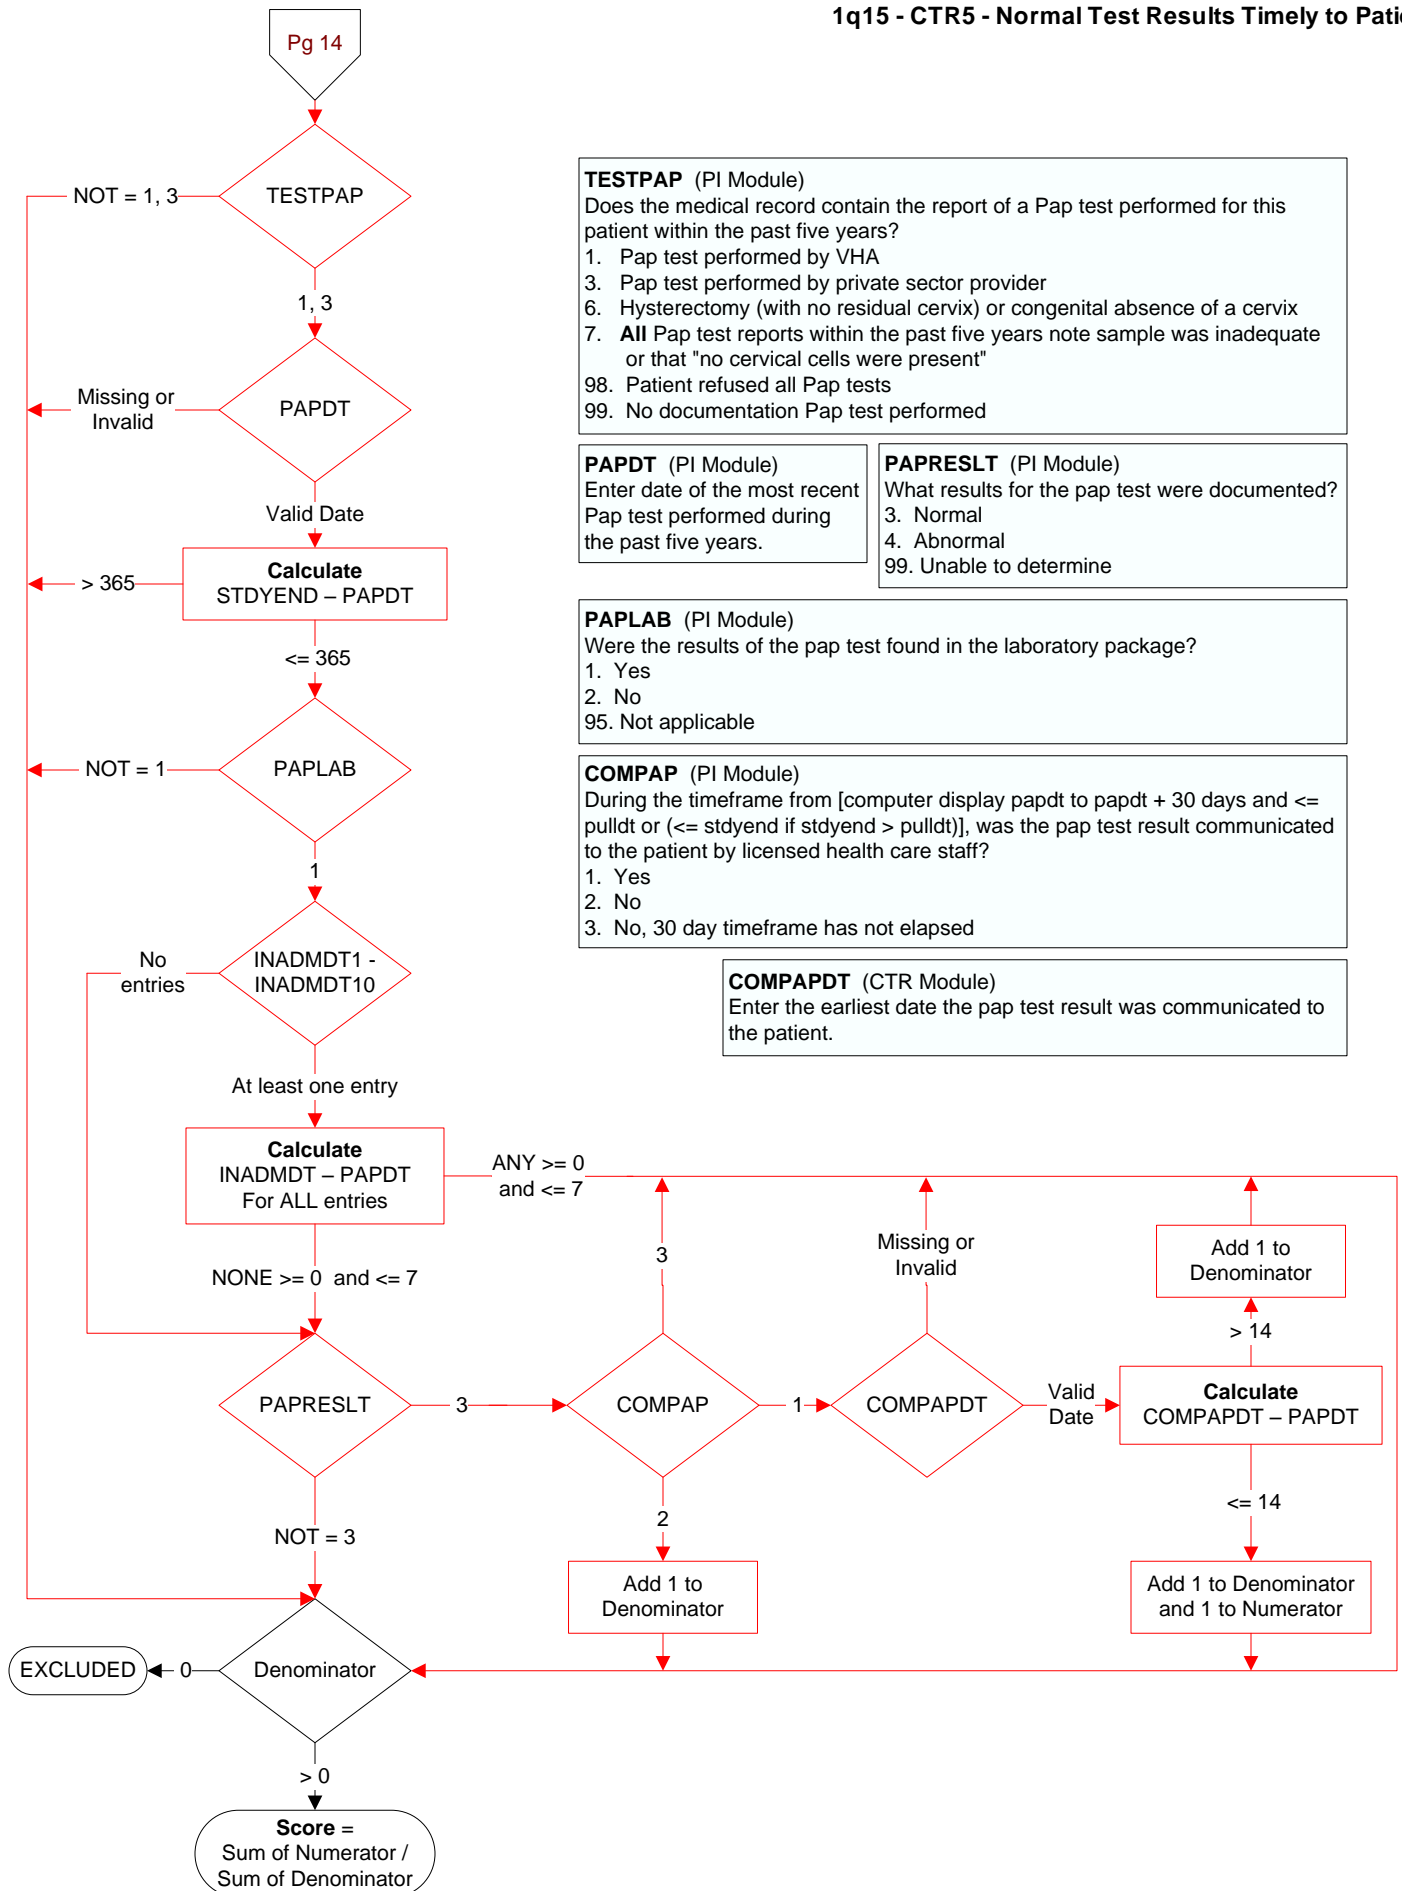 1q15 - CTR5 - Normal Test Results Timely to Patie
Pg 14
TESTPAP
NOT = 1, 3
1, 3
PAPDT
Missing or
Invalid
Valid Date
Calculate
STDYEND – PAPDT
> 365
<= 365
PAPLAB
NOT = 1
1
INADMDT1 -
INADMDT10
No
entries
At least one entry
Calculate
INADMDT – PAPDT
For ALL entries
ANY >= 0
and <= 7
NONE >= 0 and <= 7
TESTPAP (PI Module)
Does the medical record contain the report of a Pap test performed for this
patient within the past five years?
1. Pap test performed by VHA
3. Pap test performed by private sector provider
6. Hysterectomy (with no residual cervix) or congenital absence of a cervix
7. All Pap test reports within the past five years note sample was inadequate
or that "no cervical cells were present"
98. Patient refused all Pap tests
99. No documentation Pap test performed
PAPDT (PI Module)
Enter date of the most recent
Pap test performed during
the past five years.
PAPRESLT (PI Module)
What results for the pap test were documented?
3. Normal
4. Abnormal
99. Unable to determine
PAPLAB (PI Module)
Were the results of the pap test found in the laboratory package?
1. Yes
2. No
95. Not applicable
COMPAP (PI Module)
During the timeframe from [computer display papdt to papdt + 30 days and <=
pulldt or (<= stdyend if stdyend > pulldt)], was the pap test result communicated
to the patient by licensed health care staff?
1. Yes
2. No
3. No, 30 day timeframe has not elapsed
COMPAPDT (CTR Module)
Enter the earliest date the pap test result was communicated to
the patient.
PAPRESLT
3
NOT = 3
COMPAP
3
1
2
Add 1 to
Denominator
COMPAPDT
Missing or
Invalid
Valid
Date
Calculate
COMPAPDT – PAPDT
> 14
Add 1 to
Denominator
<= 14
Add 1 to Denominator
and 1 to Numerator
Denominator
0
EXCLUDED
> 0
Score =
Sum of Numerator /
Sum of Denominator